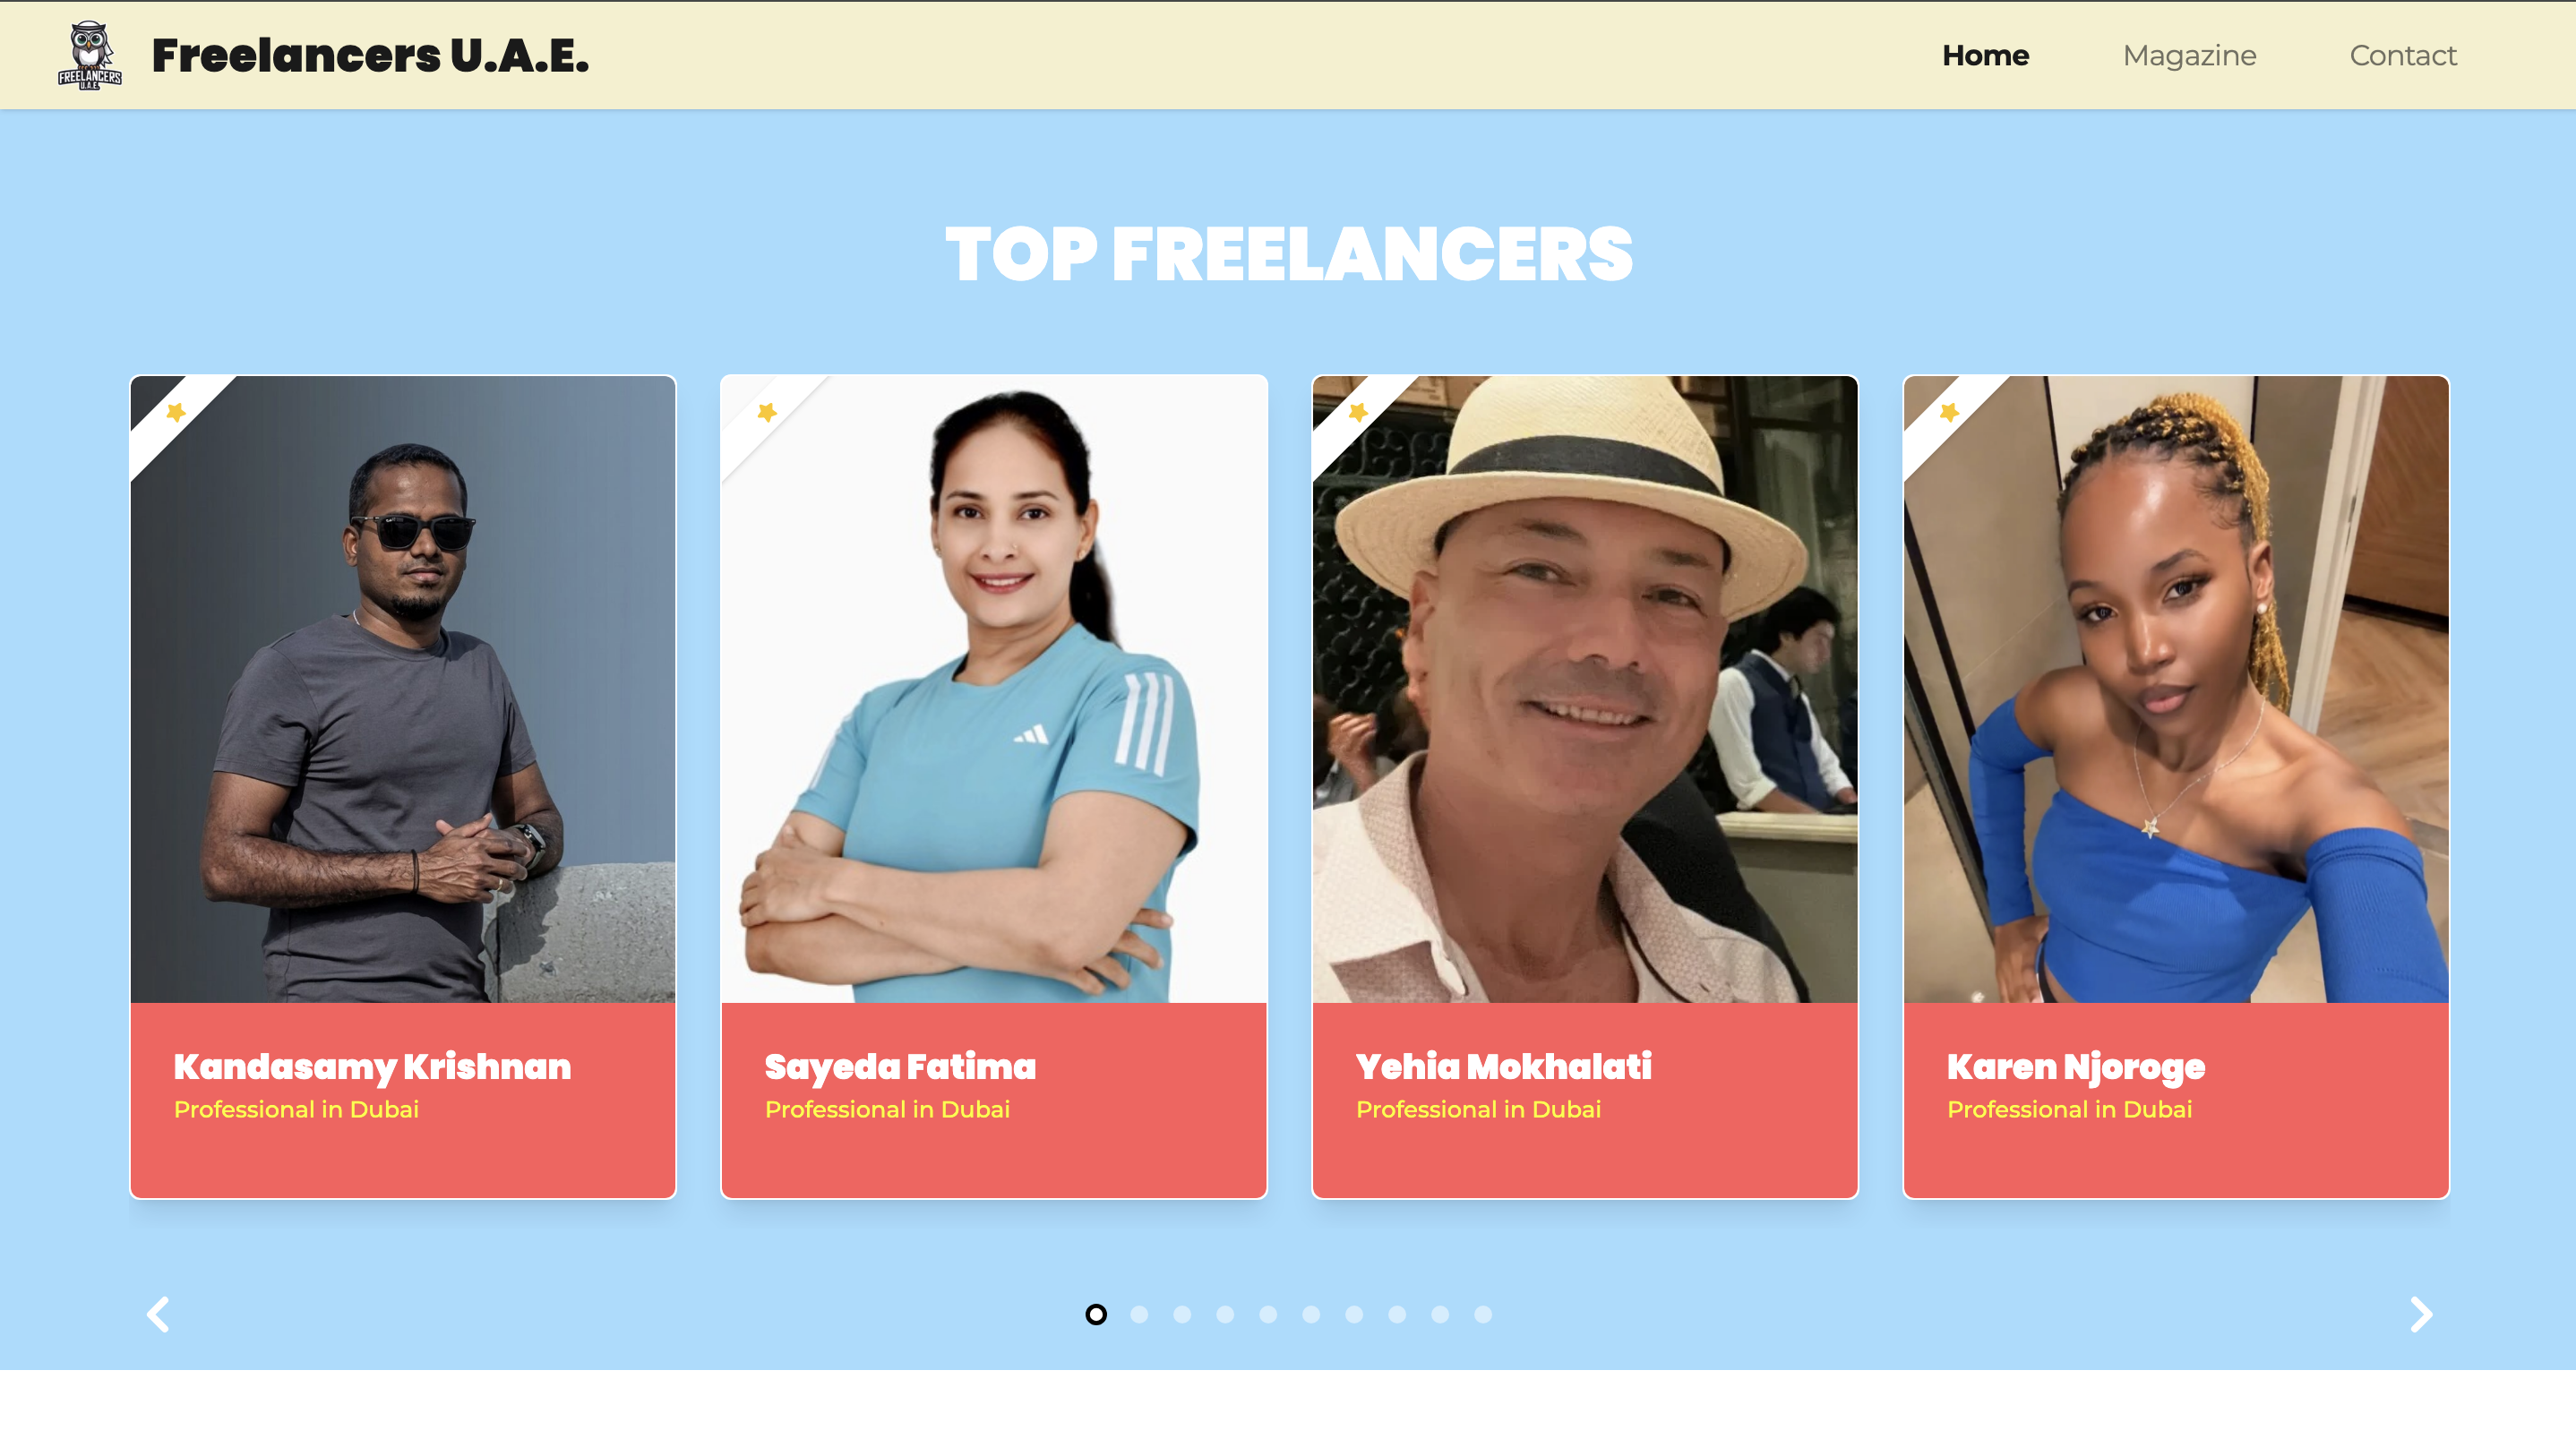 FREELANCERS
U.A.E.
Freelancers U.A.E.
Home
Magazine
Contact
TOP FREELANCERS
Kandasamy Krishnan
Professional in Dubai
Sayeda Fatima
Professional in Dubai
Yehia Mokhalati
Professional in Dubai
Karen Njoroge
Professional in Dubai